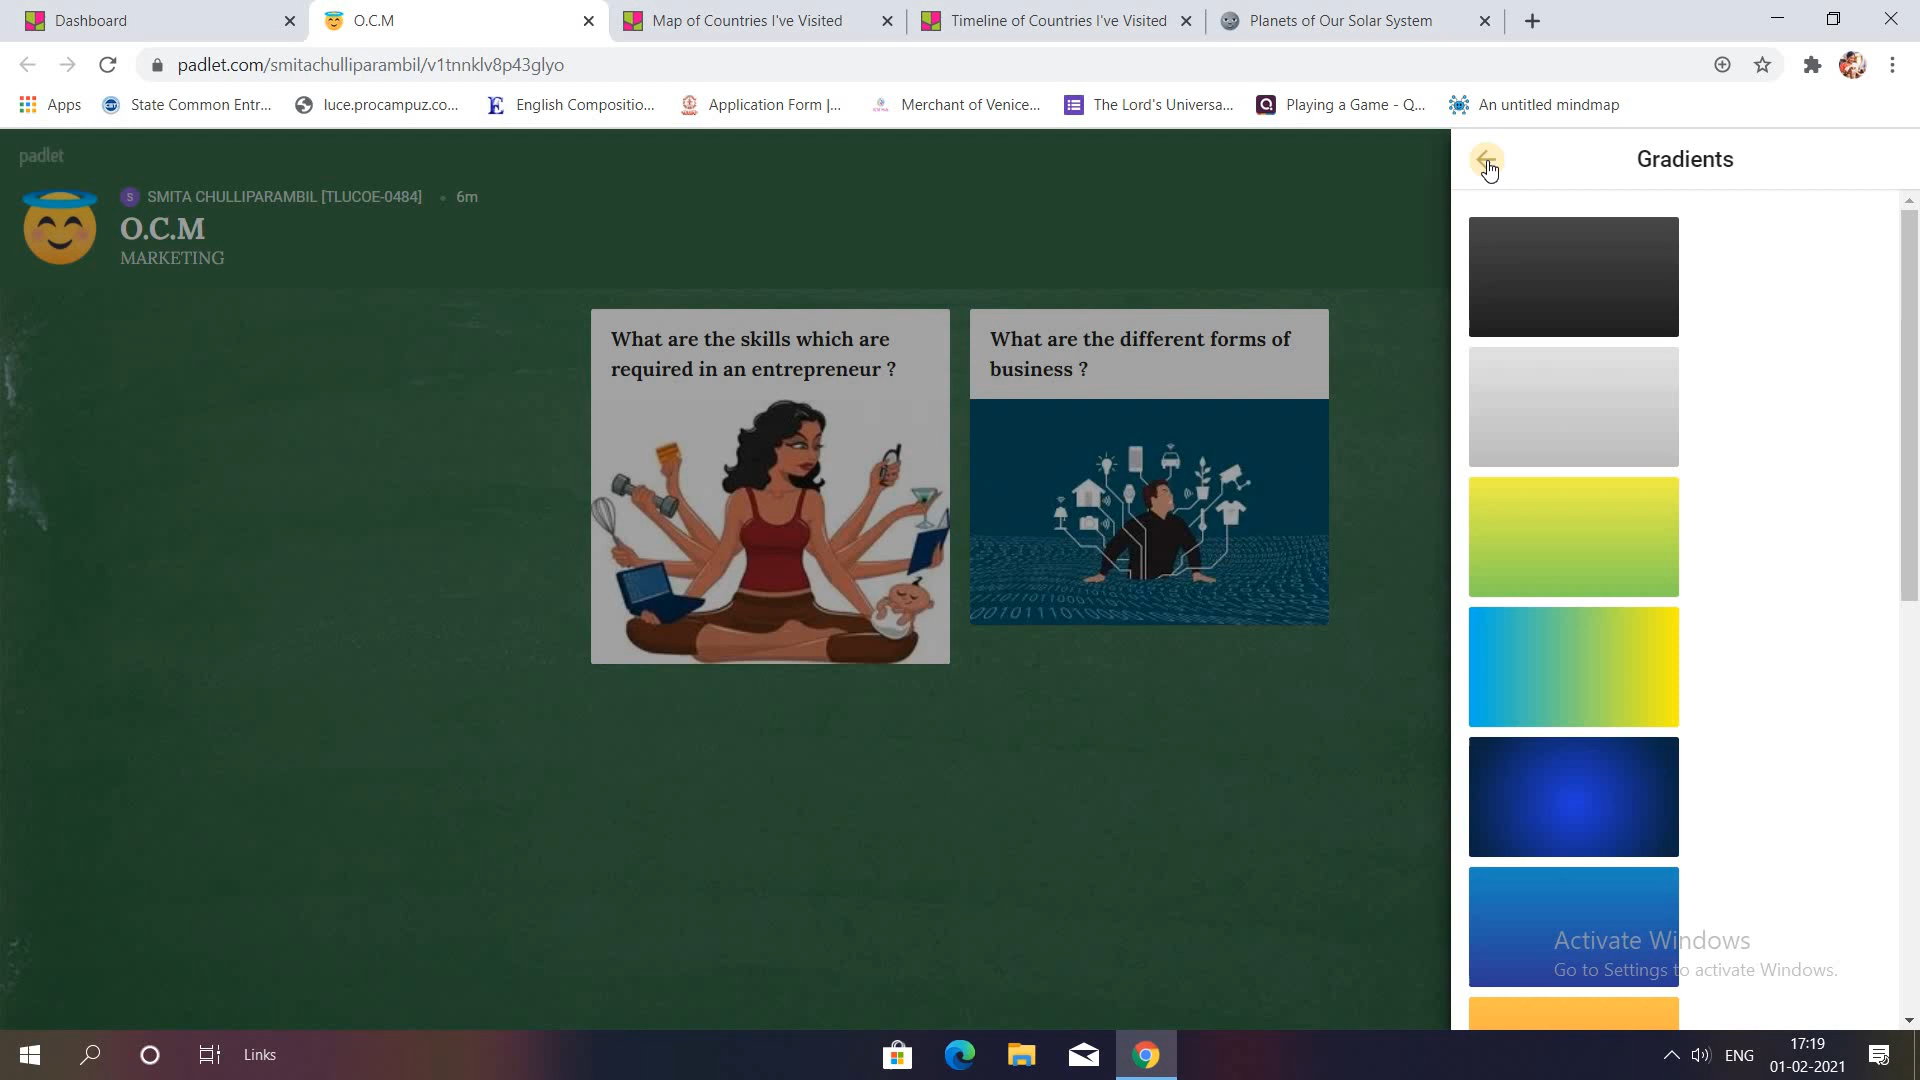 Dashboard
O.C.M
Map of Countries I've Visited
Timeline of Countries I've Visited
Planets of Our Solar System
padlet.com/smitachulliparambil/v1tnnklv8p43glyo
Apps
State Common Entr...
luce.procampuz.co...
English Compositio...
Application Form |...
Merchant of Venice...
The Lord's Universa...
Playing a Game - Q...
An untitled mindmap
padlet
S
SMITA CHULLIPARAMBIL [TLUCOE-0484] • 6m
O.C.M
MARKETING
What are the skills which are
required in an entrepreneur ?
What are the different forms of
business ?
Gradients
Activate Windows
Go to Settings to activate Windows.
Links
ENG
17:19
01-02-2021